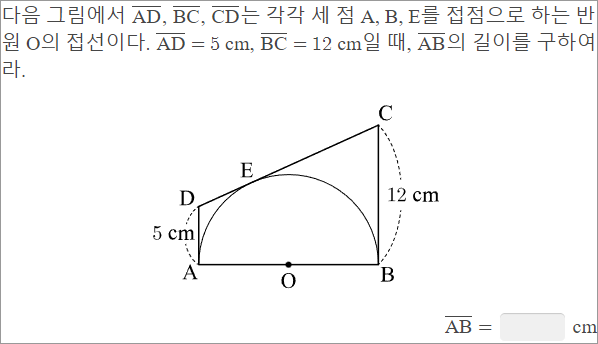 다음 그림에서 AD, BC, CD는 각각 세 점 A, B, E를 접점으로 하는 반
원 O의 접선이다. AD = 5 cm, BC = 12 cm일 때, AB의 길이를 구하여
라.
C
E
D
12 cm
5 cm
A
O
B
AB = cm